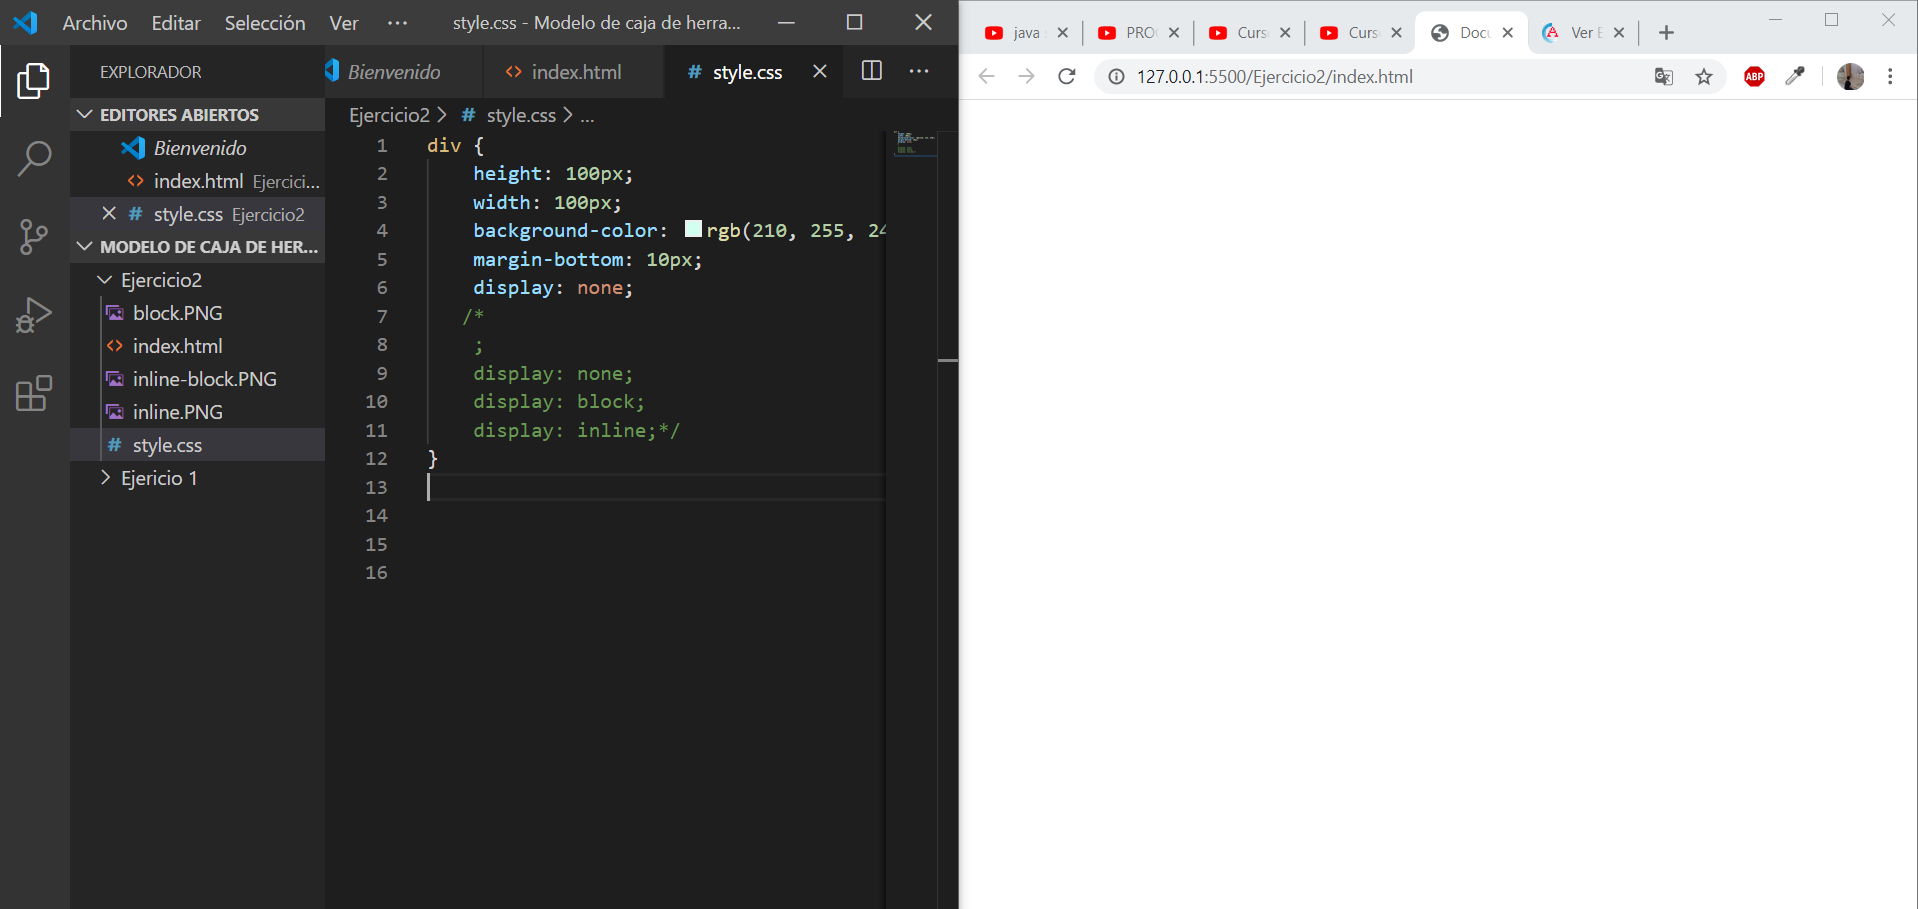 Archivo Editar Selección Ver ··· style.css - Modelo de caja de herra...
EXPLORADOR
EDITORES ABIERTOS
Bienvenido
index.html Ejercici...
style.css Ejercicio2
MODELO DE CAJA DE HER...
Ejercicio2
block.PNG
index.html
inline-block.PNG
inline.PNG
style.css
Ejericio 1
Bienvenido index.html # style.css
Ejercicio2 > # style.css > ...
1 div {
2 height: 100px;
3 width: 100px;
4 background-color: rgb(210, 255, 24
5 margin-bottom: 10px;
6 display: none;
7 /*
8 ;
9 display: none;
10 display: block;
11 display: inline;*/
12 }
13
14
15
16
java PRO Curs Curs Docu Ver E
127.0.0.1:5500/Ejercicio2/index.html
ABP